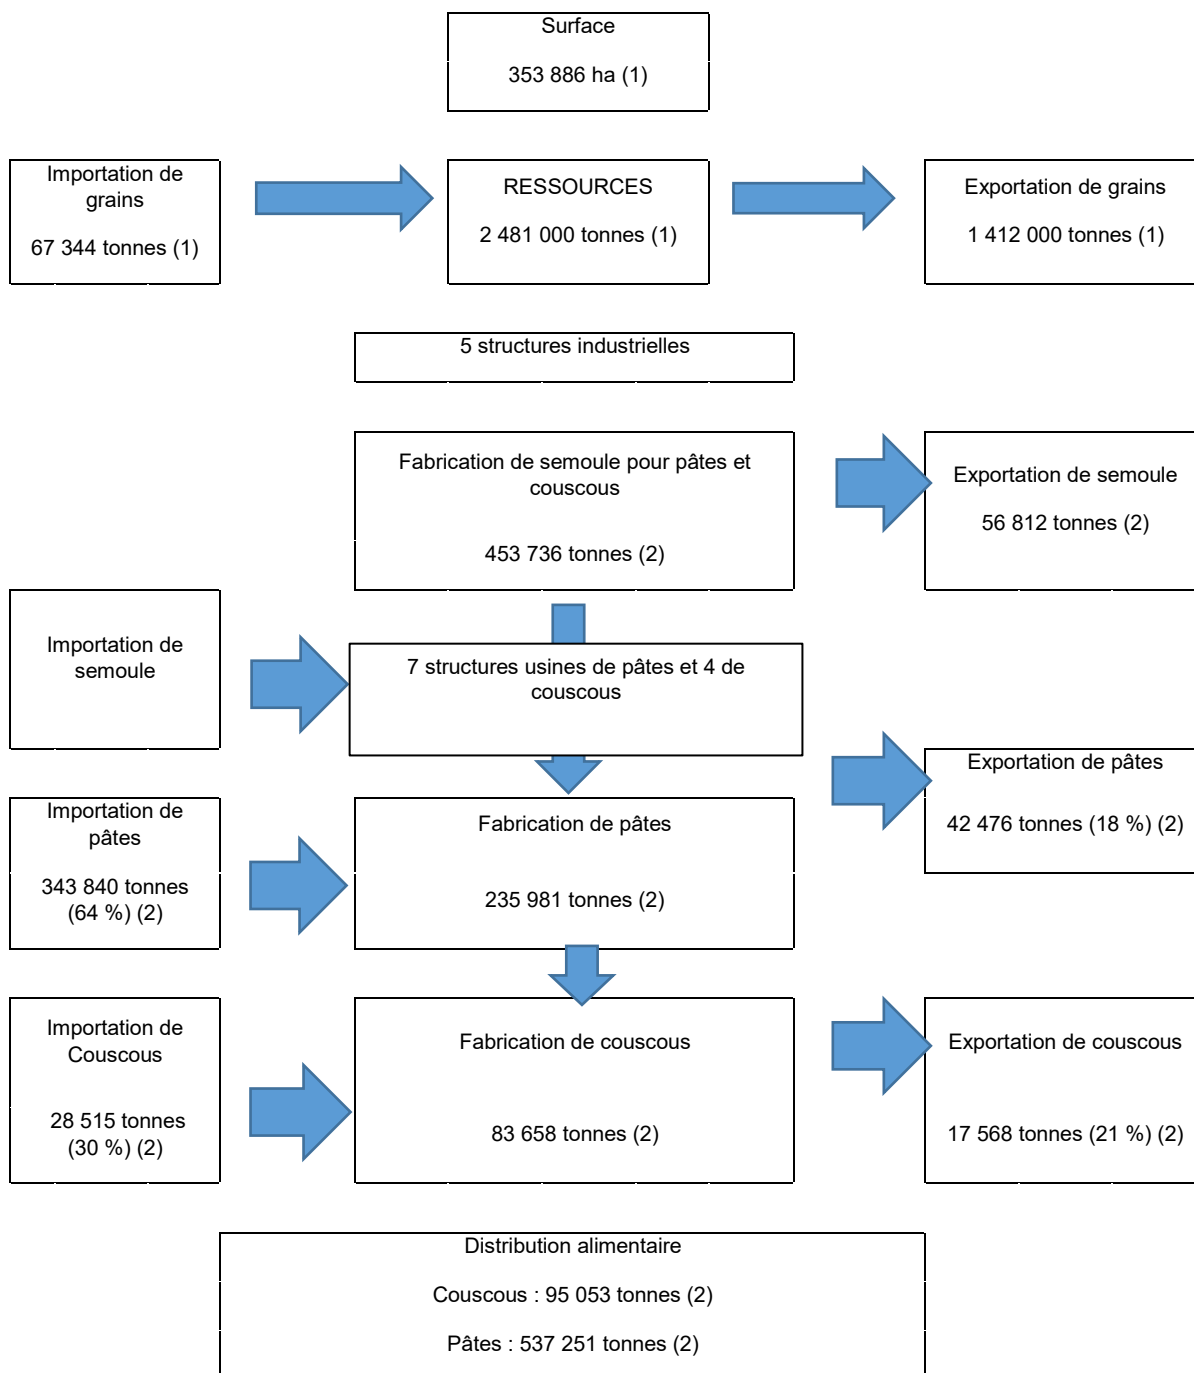 Surface
353 886 ha (1)
Importation de
grains
67 344 tonnes (1)
RESSOURCES
2 481 000 tonnes (1)
Exportation de grains
1 412 000 tonnes (1)
5 structures industrielles
Fabrication de semoule pour pâtes et
couscous
453 736 tonnes (2)
Exportation de semoule
56 812 tonnes (2)
Importation de
semoule
7 structures usines de pâtes et 4 de
couscous
Exportation de pâtes
42 476 tonnes (18 %) (2)
Importation de
pâtes
343 840 tonnes
(64 %) (2)
Fabrication de pâtes
235 981 tonnes (2)
Importation de
Couscous
28 515 tonnes
(30 %) (2)
Fabrication de couscous
83 658 tonnes (2)
Exportation de couscous
17 568 tonnes (21 %) (2)
Distribution alimentaire
Couscous : 95 053 tonnes (2)
Pâtes : 537 251 tonnes (2)